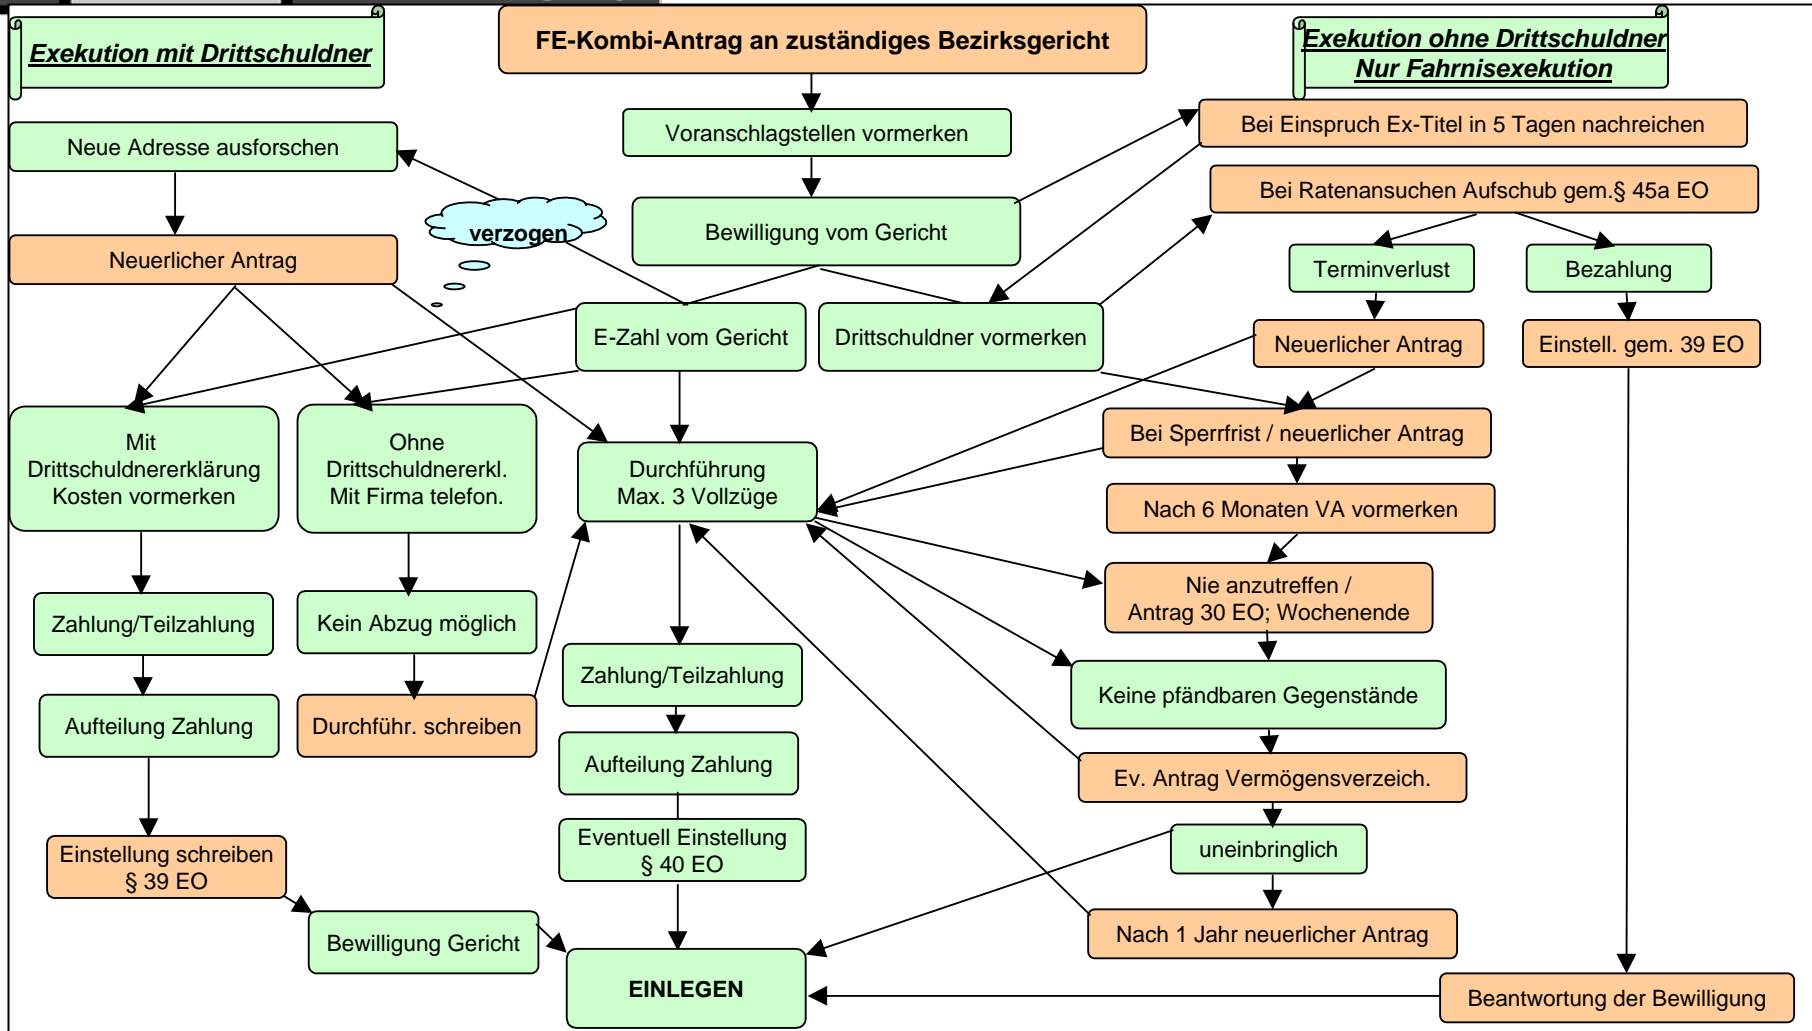 Exekution mit Drittschuldner
FE-Kombi-Antrag an zuständiges Bezirksgericht
Exekution ohne Drittschuldner
Nur Fahrnisexekution
Neue Adresse ausforschen
Voranschlagstellen vormerken
Bei Einspruch Ex-Titel in 5 Tagen nachreichen
Bei Ratenansuchen Aufschub gem.§ 45a EO
verzogen
Bewilligung vom Gericht
Neuerlicher Antrag
Terminverlust
Bezahlung
E-Zahl vom Gericht
Drittschuldner vormerken
Neuerlicher Antrag
Einstell. gem. 39 EO
Mit
Drittschuldnererklärung
Kosten vormerken
Ohne
Drittschuldnererkl.
Mit Firma telefon.
Durchführung
Max. 3 Vollzüge
Bei Sperrfrist / neuerlicher Antrag
Nach 6 Monaten VA vormerken
Nie anzutreffen /
Antrag 30 EO; Wochenende
Zahlung/Teilzahlung
Kein Abzug möglich
Zahlung/Teilzahlung
Keine pfändbaren Gegenstände
Aufteilung Zahlung
Durchführ. schreiben
Aufteilung Zahlung
Ev. Antrag Vermögensverzeich.
Einstellung schreiben
§ 39 EO
Eventuell Einstellung
§ 40 EO
uneinbringlich
Bewilligung Gericht
Nach 1 Jahr neuerlicher Antrag
EINLEGEN
Beantwortung der Bewilligung